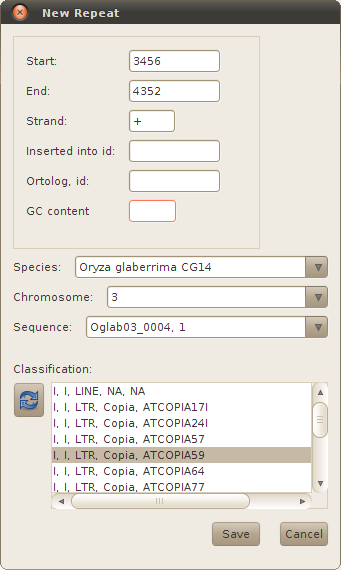 New Repeat
Start: 3456
End: 4352
Strand: +
Inserted into id:
Ortolog, id:
GC content
Species: Oryza glaberrima CG14
Chromosome: 3
Sequence: Oglab03_0004, 1
Classification:
I, I, LINE, NA, NA
I, I, LTR, Copia, ATCOPIA17I
I, I, LTR, Copia, ATCOPIA24I
I, I, LTR, Copia, ATCOPIA57
I, I, LTR, Copia, ATCOPIA59
I, I, LTR, Copia, ATCOPIA64
I, I, LTR, Copia, ATCOPIA77
Save Cancel